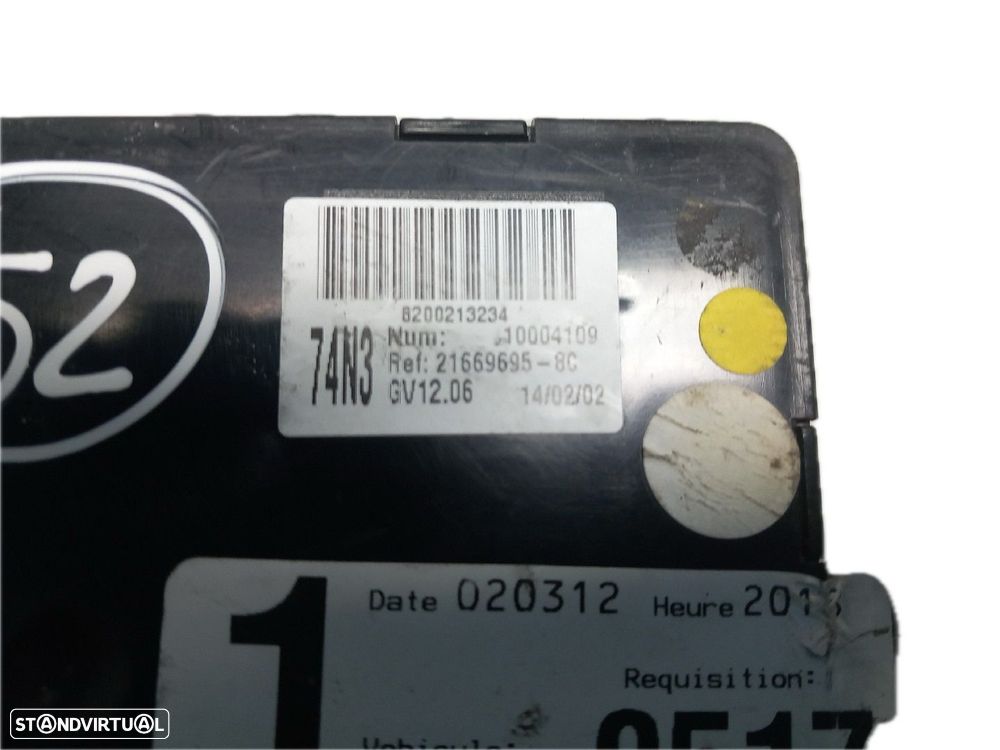 52
8200213234
74N3
Num: 10004109
Ref: 21669695-8C
GV12.06 14/02/02
1
Date 020312 Heure
Requisition:
Vehicule:
STANDVIRTUAL